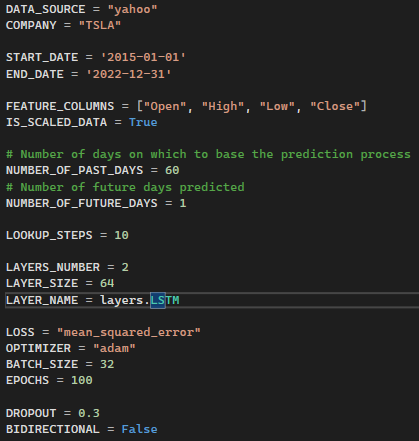 DATA_SOURCE = "yahoo"
COMPANY = "TSLA"
START_DATE = '2015-01-01'
END_DATE = '2022-12-31'
FEATURE_COLUMNS = ["Open", "High", "Low", "Close"]
IS_SCALED_DATA = True
# Number of days on which to base the prediction process
NUMBER_OF_PAST_DAYS = 60
# Number of future days predicted
NUMBER_OF_FUTURE_DAYS = 1
LOOKUP_STEPS = 10
LAYERS_NUMBER = 2
LAYER_SIZE = 64
LAYER_NAME = layers.LSTM
LOSS = "mean_squared_error"
OPTIMIZER = "adam"
BATCH_SIZE = 32
EPOCHS = 100
DROPOUT = 0.3
BIDIRECTIONAL = False